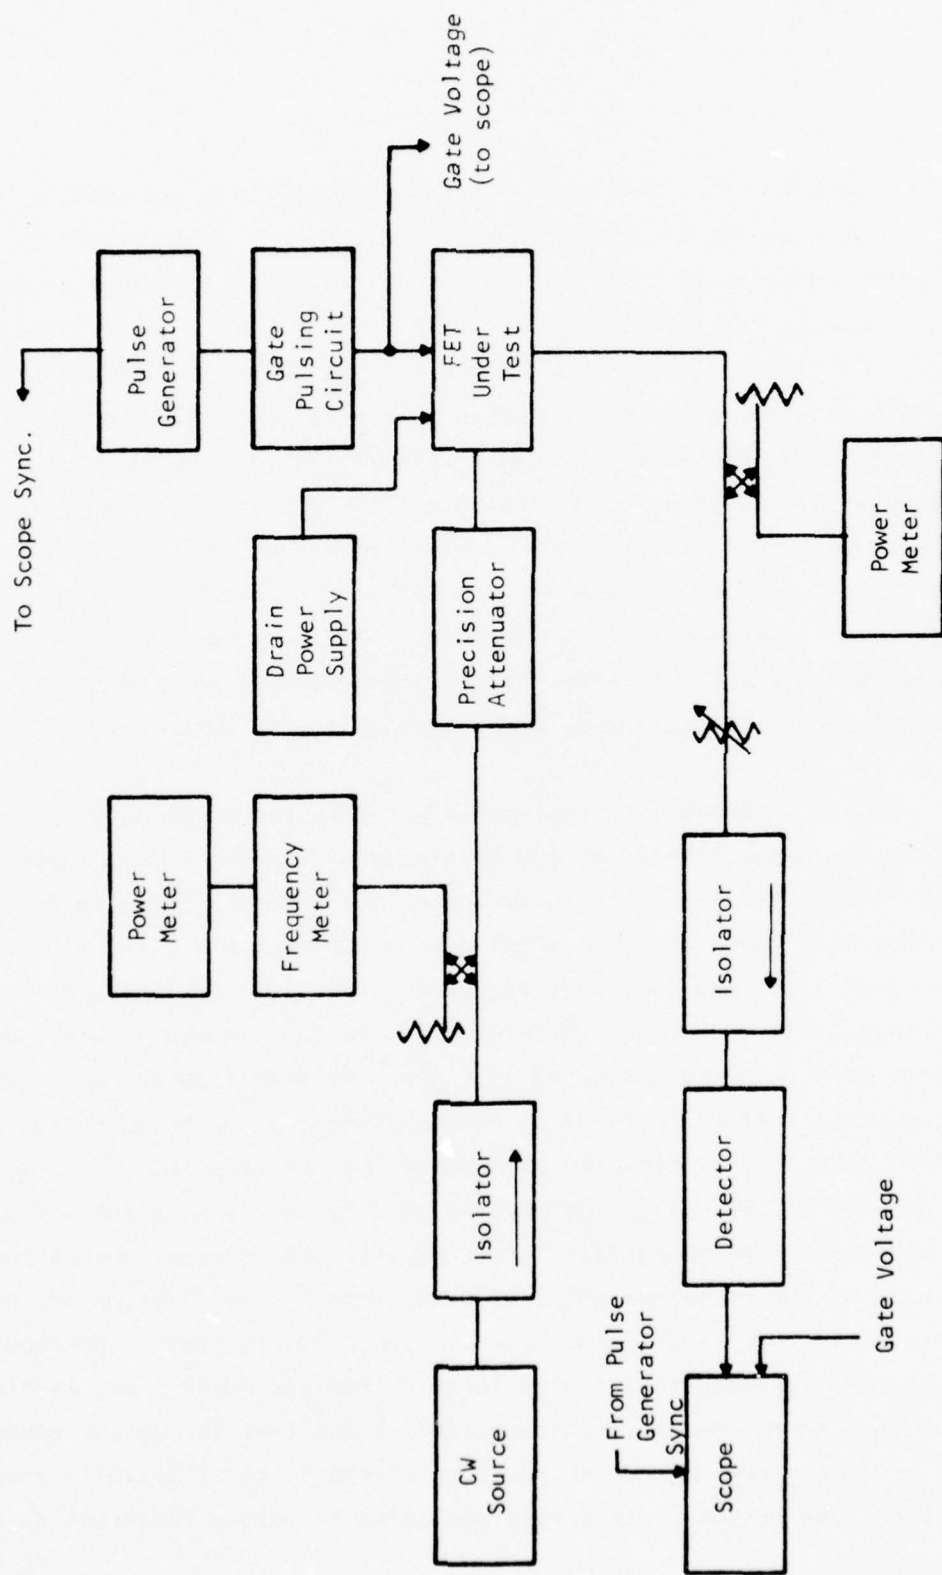 To Scope Sync.
Pulse
Generator
Gate
Pulsing
Circuit
Gate Voltage
(to scope)
Drain
Power
Supply
FET
Under
Test
Power
Meter
Frequency
Meter
Precision
Attenuator
Isolator
CW
Source
From Pulse
Generator
Sync
Scope
Gate Voltage
Detector
Isolator
Power
Meter